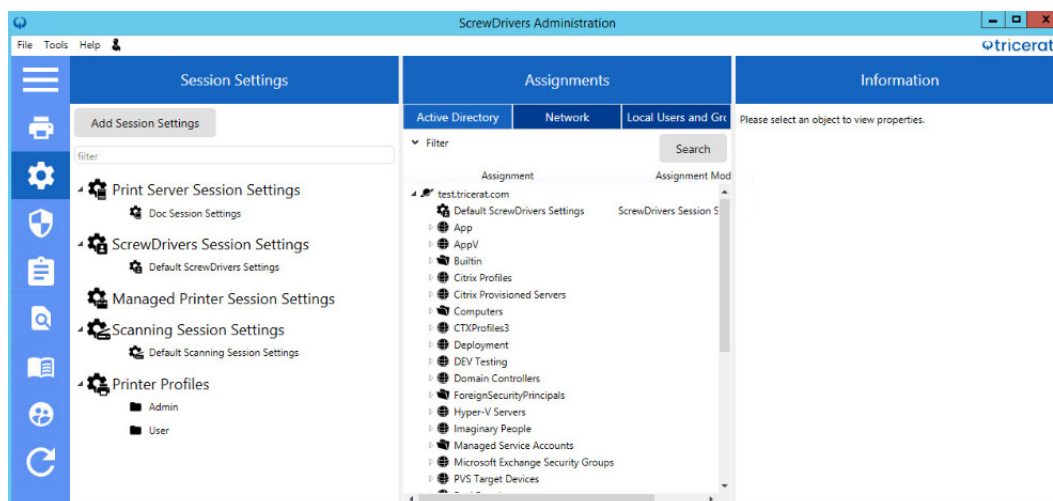 ScrewDrivers Administration
File Tools Help
tricerat
Session Settings
Add Session Settings
filter
Print Server Session Settings
Doc Session Settings
ScrewDrivers Session Settings
Default ScrewDrivers Settings
Managed Printer Session Settings
Scanning Session Settings
Default Scanning Session Settings
Printer Profiles
Admin
User
Assignments
Active Directory Network Local Users and Grc
Filter
Search
Assignment Assignment Mod
test.tricerat.com
Default ScrewDrivers Settings ScrewDrivers Session S
App
AppV
Builtin
Citrix Profiles
Citrix Provisioned Servers
Computers
CTXProfiles3
Deployment
DEV Testing
Domain Controllers
ForeignSecurityPrincipals
Hyper-V Servers
Imaginary People
Managed Service Accounts
Microsoft Exchange Security Groups
PVS Target Devices
Information
Please select an object to view properties.